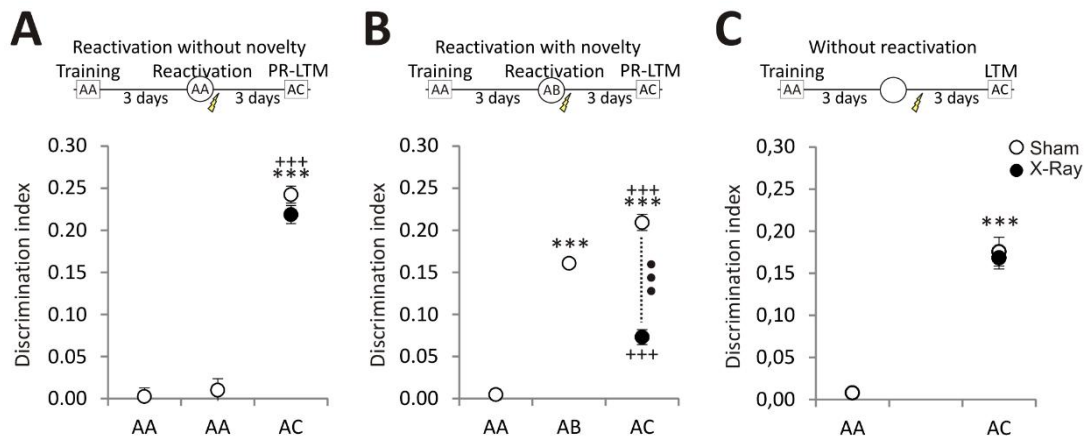 A
Reactivation without novelty
Training Reactivation PR-LTM
AA AA AC
3 days 3 days
0.30
0.25
0.20
0.15
0.10
0.05
0.00
Discrimination index
+++
***
AA AA AC
B
Reactivation with novelty
Training Reactivation PR-LTM
AA AB AC
3 days 3 days
0.30
0.25
0.20
0.15
0.10
0.05
0.00
Discrimination index
***
+++
***
+++
AA AB AC
C
Without reactivation
Training LTM
AA AC
3 days 3 days
0,30
0,25
0,20
0,15
0,10
0,05
0,00
Discrimination index
Sham
X-Ray
***
AA AC